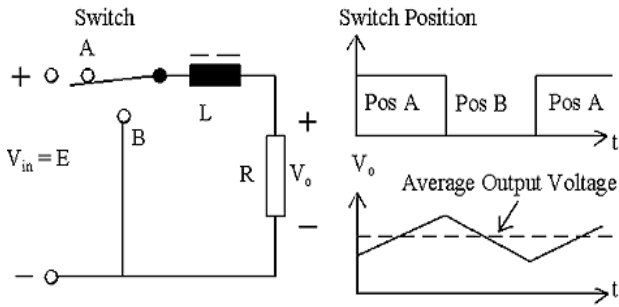 Switch
A
+
B
L
V_in = E
R
+
V_o
−
−
Switch Position
Pos A
Pos B
Pos A
t
V_o
Average Output Voltage
t